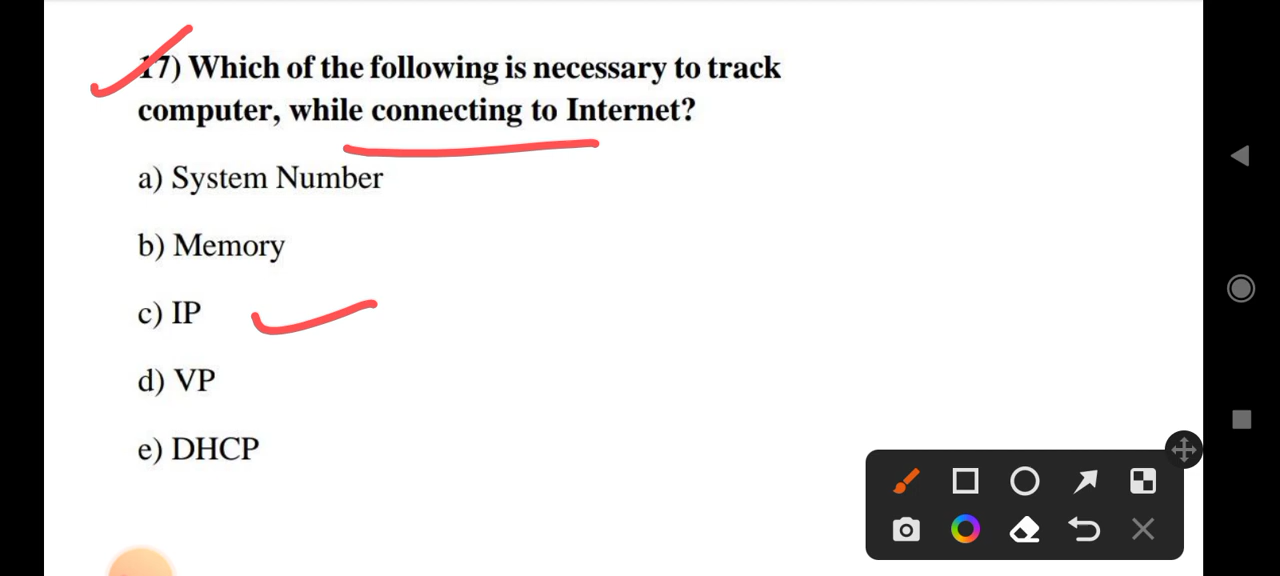 17) Which of the following is necessary to track
computer, while connecting to Internet?
a) System Number
b) Memory
c) IP
d) VP
e) DHCP